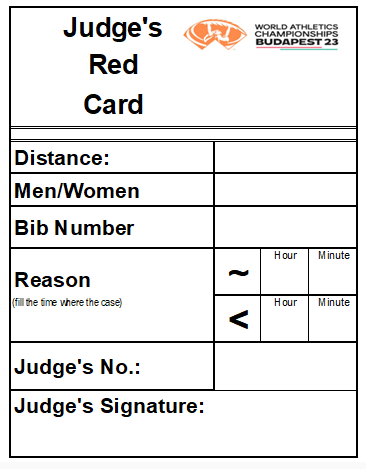 Judge's
Red
Card
WORLD ATHLETICS
CHAMPIONSHIPS
BUDAPEST 23
Distance:
Men/Women
Bib Number
Reason
(fill the time where the case)
~
Hour
Minute
<
Hour
Minute
Judge's No.:
Judge's Signature: